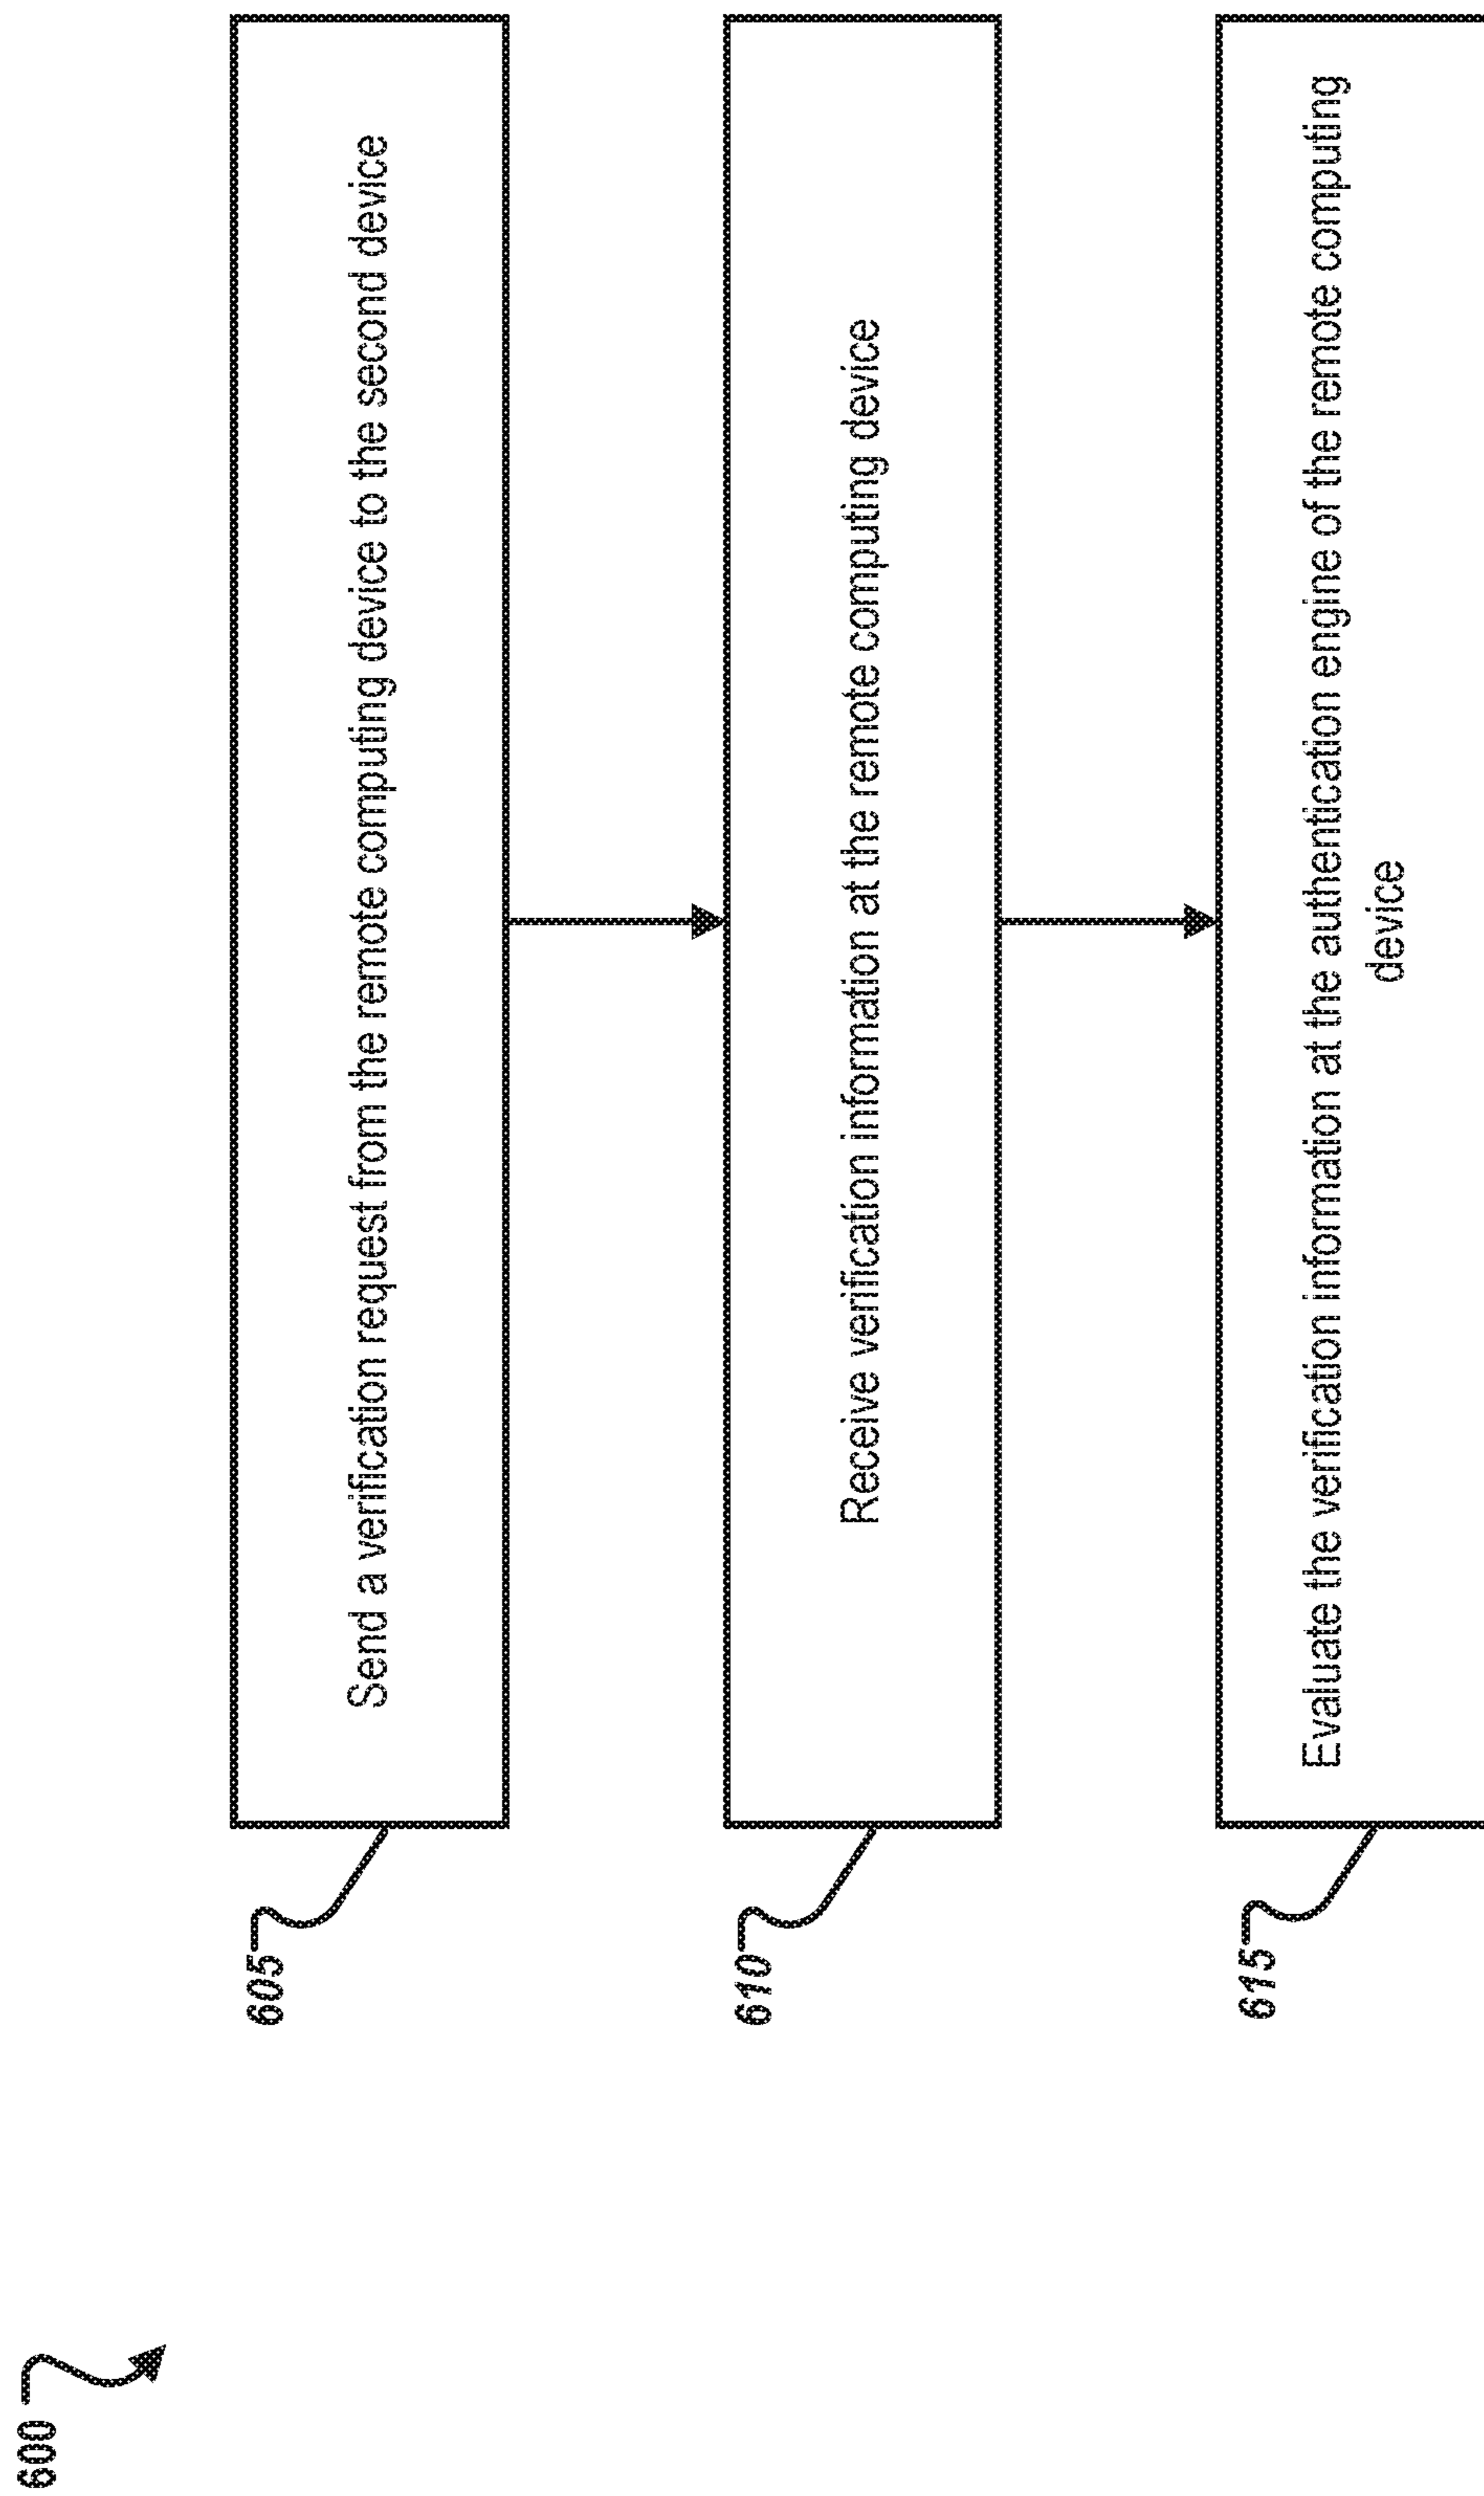 600
605
Send a verification request from the remote computing device to the second device
610
Receive verification information at the remote computing device
615
Evaluate the verification information at the authentication engine of the remote computing
device